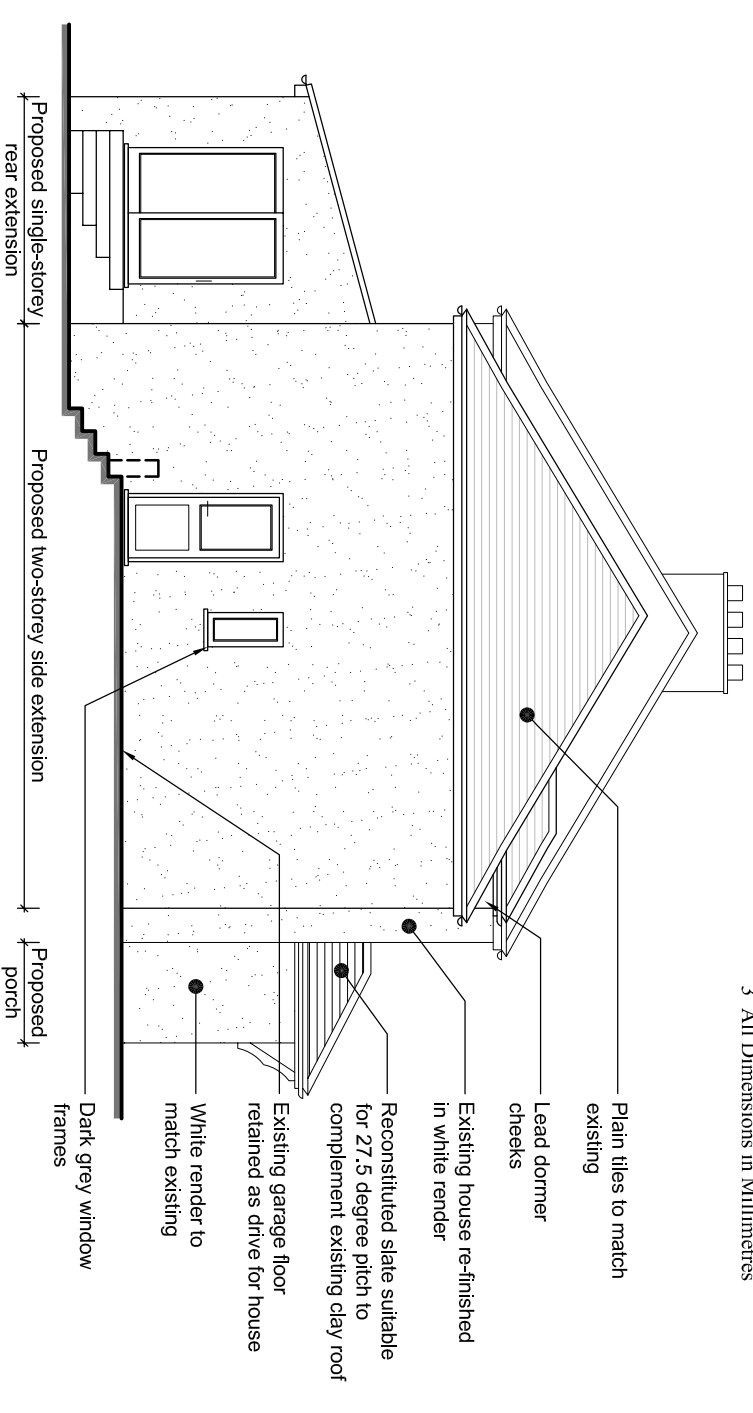 3 All Dimensions in Millimetres
Plain tiles to match
existing
Lead dormer
cheeks
Existing house re-finished
in white render
Reconstituted slate suitable
for 27.5 degree pitch to
complement existing clay roof
Existing garage floor
retained as drive for house
White render to
match existing
Dark grey window
frames
Proposed single-storey
rear extension
Proposed two-storey side extension
Proposed
porch